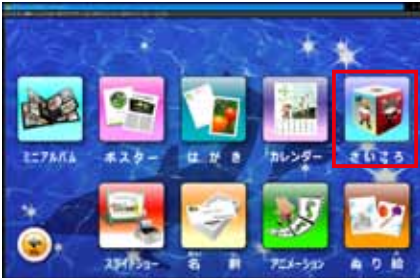 ミニアルバム ポスター はがき カレンダー さいころ
スライドショー 名刺 アニメーション ぬり絵